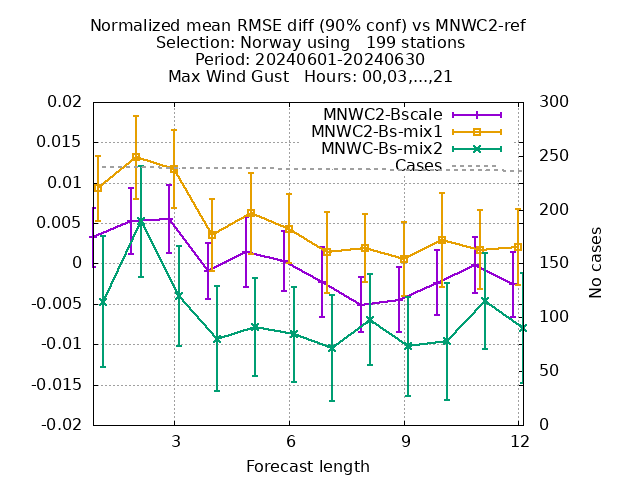 Normalized mean RMSE diff (90% conf) vs MNWC2-ref
Selection: Norway using   199 stations
Period: 20240601-20240630
Max Wind Gust   Hours: 00,03,...,21
MNWC2-Bscale
MNWC2-Bs-mix1
MNWC-Bs-mix2
Cases
0.02
0.015
0.01
0.005
0
-0.005
-0.01
-0.015
-0.02
300
250
200
150
100
50
0
No cases
3
6
9
12
Forecast length